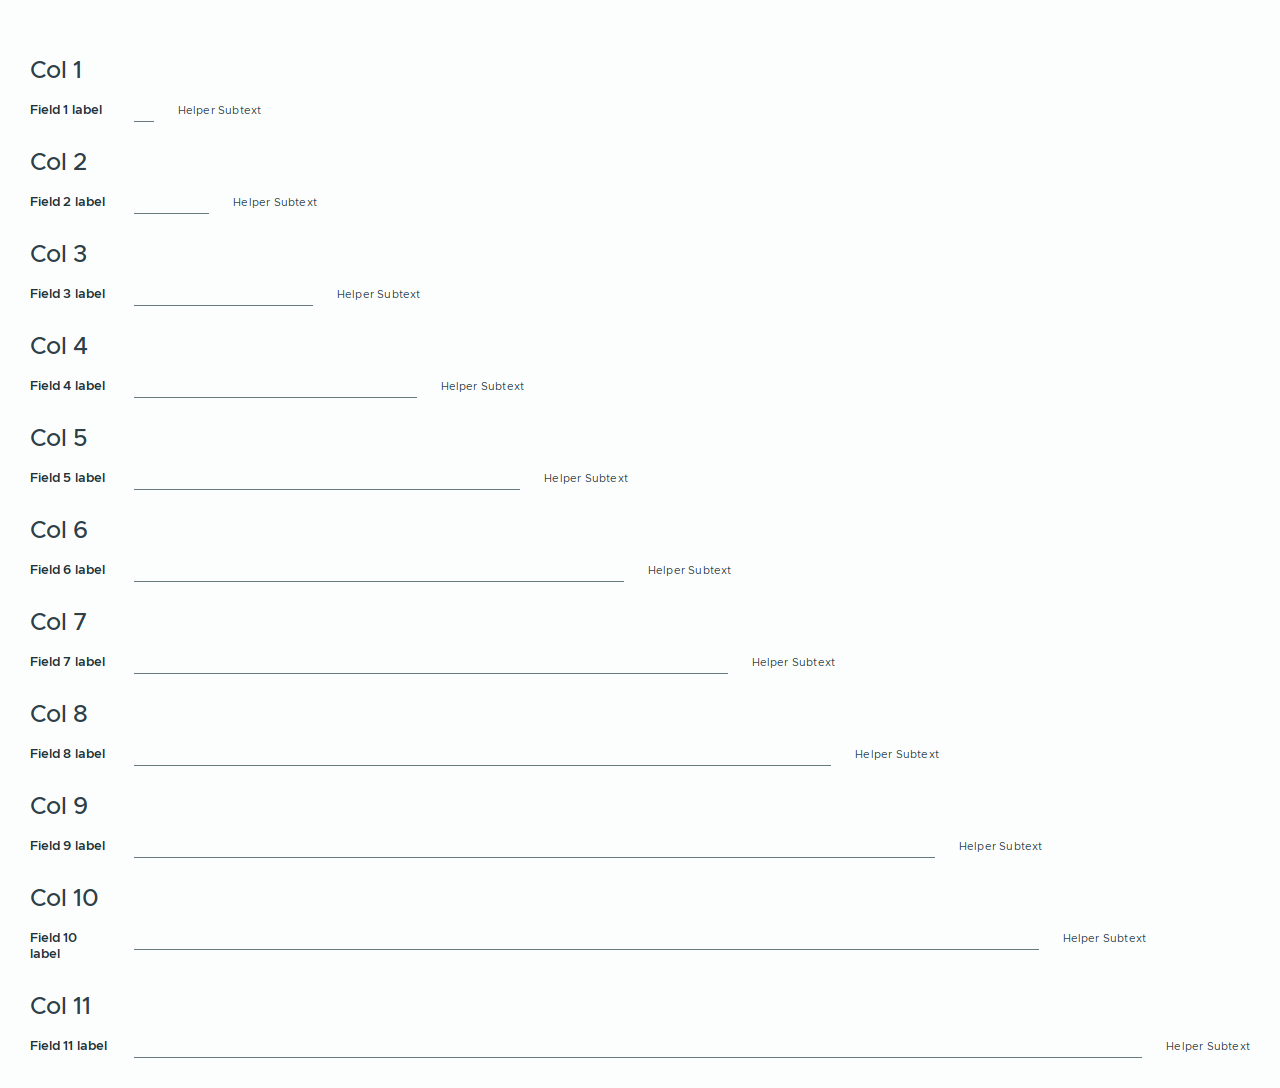 Col 1
Field 1 label Helper Subtext
Col 2
Field 2 label Helper Subtext
Col 3
Field 3 label Helper Subtext
Col 4
Field 4 label Helper Subtext
Col 5
Field 5 label Helper Subtext
Col 6
Field 6 label Helper Subtext
Col 7
Field 7 label Helper Subtext
Col 8
Field 8 label Helper Subtext
Col 9
Field 9 label Helper Subtext
Col 10
Field 10 Helper Subtext
label
Col 11
Field 11 label Helper Subtext